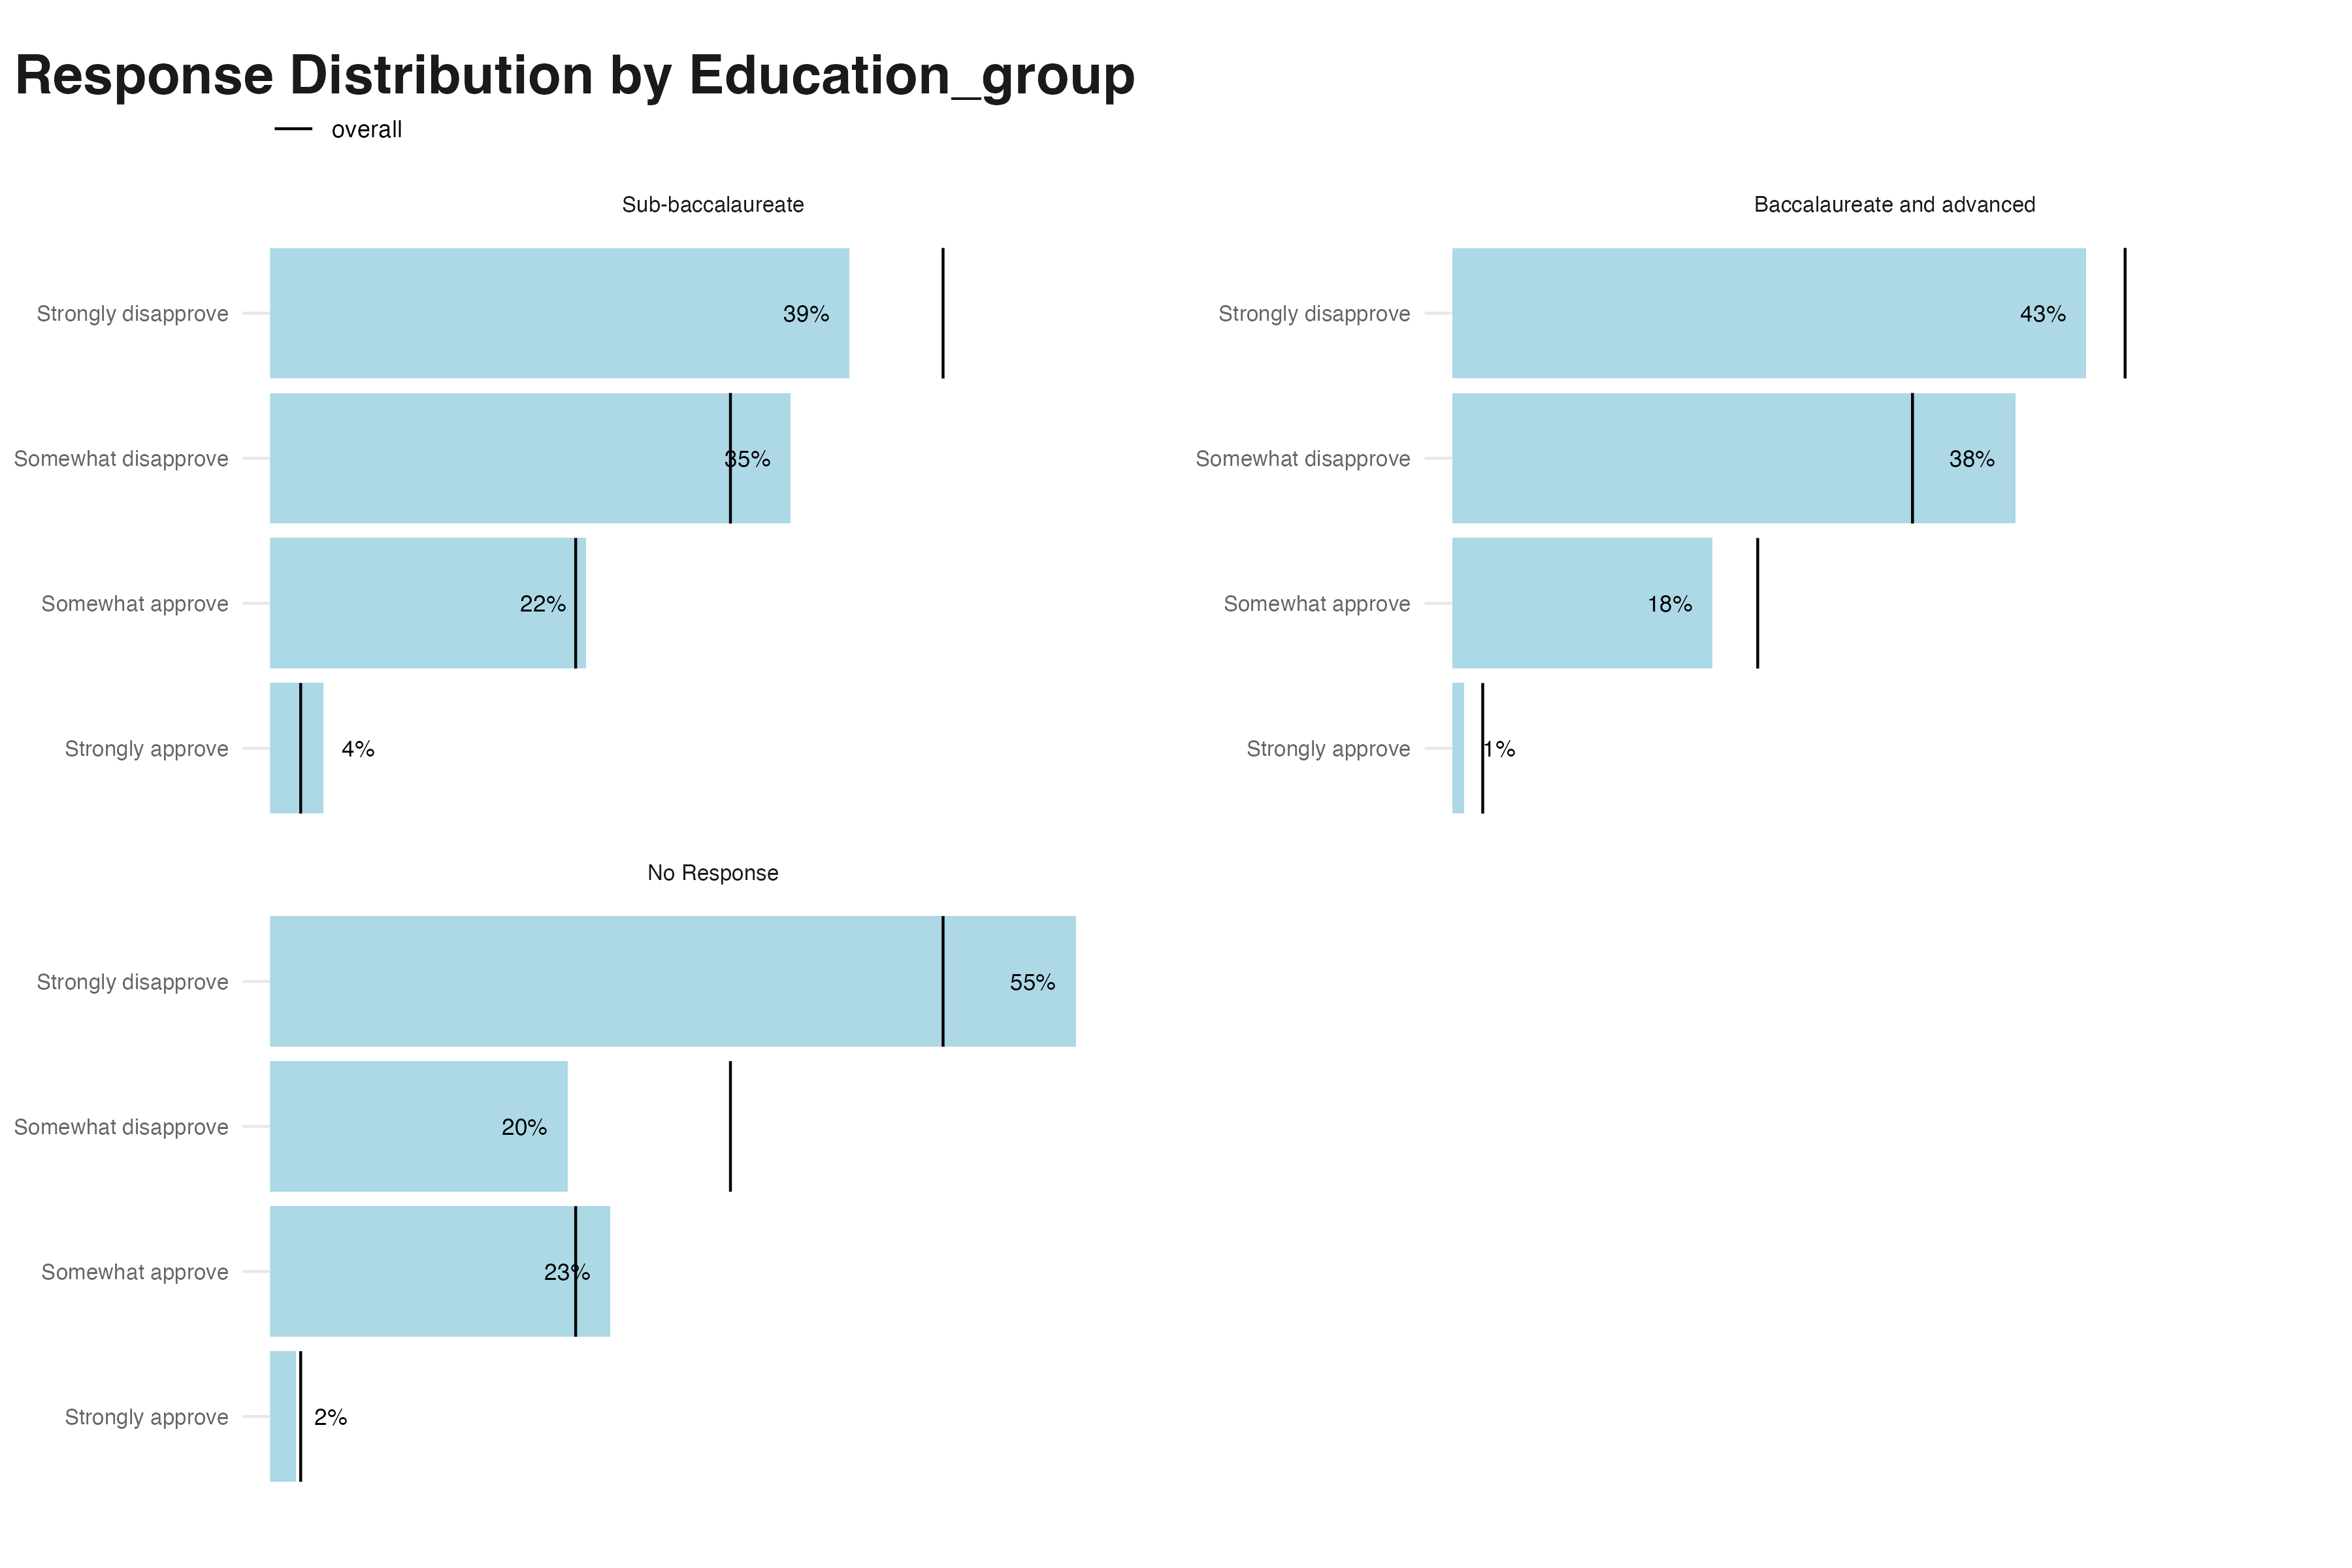 Response Distribution by Education_group
overall
Sub-baccalaureate
Strongly disapprove
39%
Somewhat disapprove
35%
Somewhat approve
22%
Strongly approve
4%
Baccalaureate and advanced
Strongly disapprove
43%
Somewhat disapprove
38%
Somewhat approve
18%
Strongly approve
1%
No Response
Strongly disapprove
55%
Somewhat disapprove
20%
Somewhat approve
23%
Strongly approve
2%